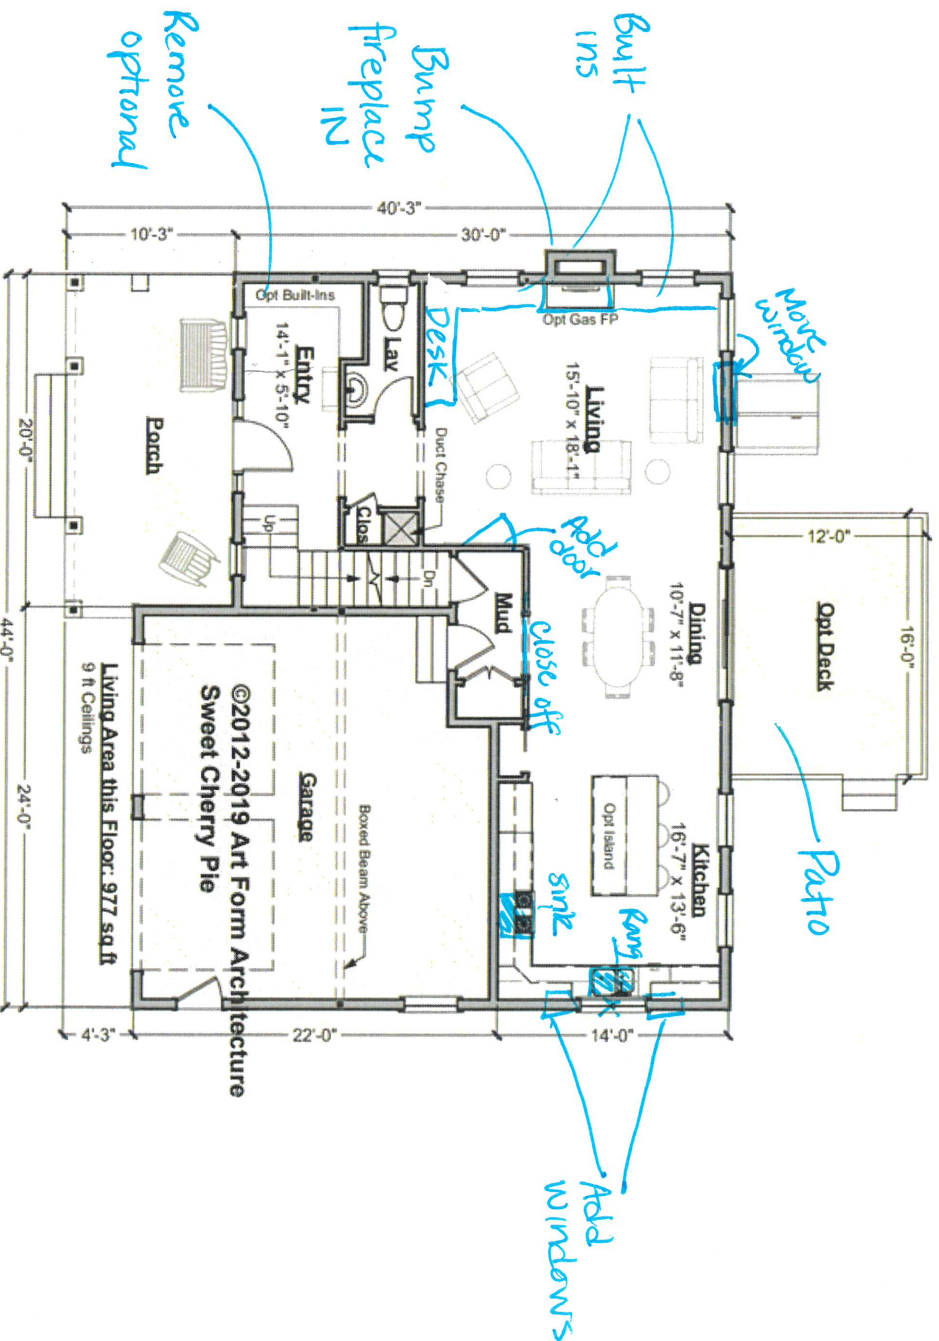 Built
ins
Bump
fireplace
IN
Remove
optional
40'-3"
10'-3"
30'-0"
Move
window
Opt Built-Ins
Entry
14'-1" x 5'-10"
Lav
Desk
Opt Gas FP
Living
15'-10" x 18'-1"
Duct Chase
Clos
Porch
20'-0"
Up
Dn
Mud
Add
door
Close off
Dining
10'-7" x 11'-8"
Opt Deck
12'-0"
16'-0"
Patio
Kitchen
16'-7" x 13'-6"
Opt Island
Sink
Rang
Garage
Boxed Beam Above
©2012-2019 Art Form Architecture
Sweet Cherry Pie
Living Area this Floor: 977 sq ft
9 ft Ceilings
44'-0"
24'-0"
4'-3"
22'-0"
14'-0"
Add
windows